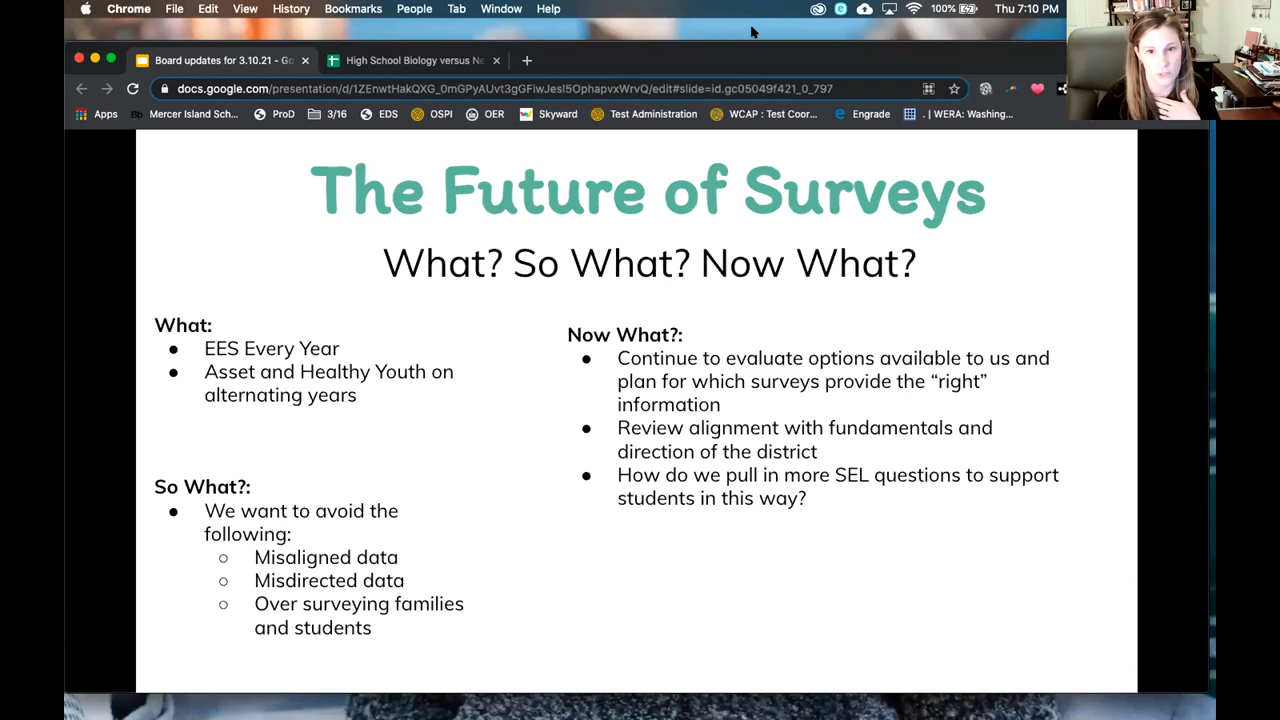 Chrome File Edit View History Bookmarks People Tab Window Help 100% Thu 7:10 PM
Board updates for 3.10.21 - Go High School Biology versus Ne
docs.google.com/presentation/d/1ZEnwtHakQXG_0mGPyAUvt3gGFiwJesI5OphapvxWrvQ/edit#slide=id.gc05049f421_0_797
Apps Mercer Island Sch... ProD 3/16 EDS OSPI OER Skyward Test Administration WCAP : Test Coor... Engrade . | WERA: Washing...
The Future of Surveys
What? So What? Now What?
What:
● EES Every Year
● Asset and Healthy Youth on
alternating years
So What?:
● We want to avoid the
following:
○ Misaligned data
○ Misdirected data
○ Over surveying families
and students
Now What?:
● Continue to evaluate options available to us and
plan for which surveys provide the “right”
information
● Review alignment with fundamentals and
direction of the district
● How do we pull in more SEL questions to support
students in this way?